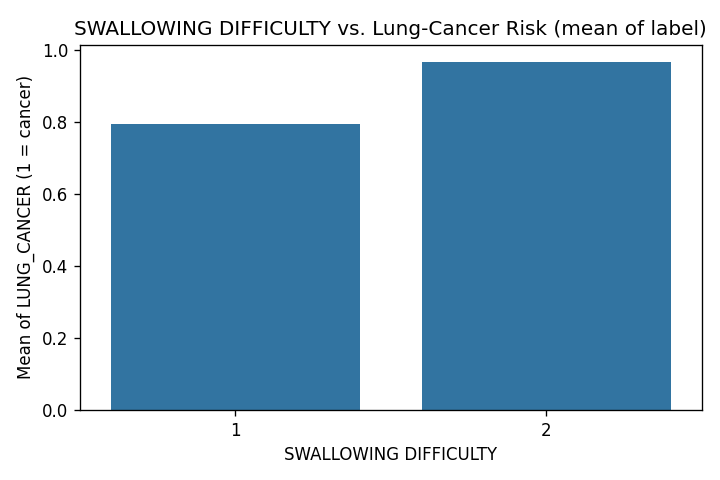 SWALLOWING DIFFICULTY vs. Lung-Cancer Risk (mean of label)
Mean of LUNG_CANCER (1 = cancer)
1.0
0.8
0.6
0.4
0.2
0.0
1 2
SWALLOWING DIFFICULTY